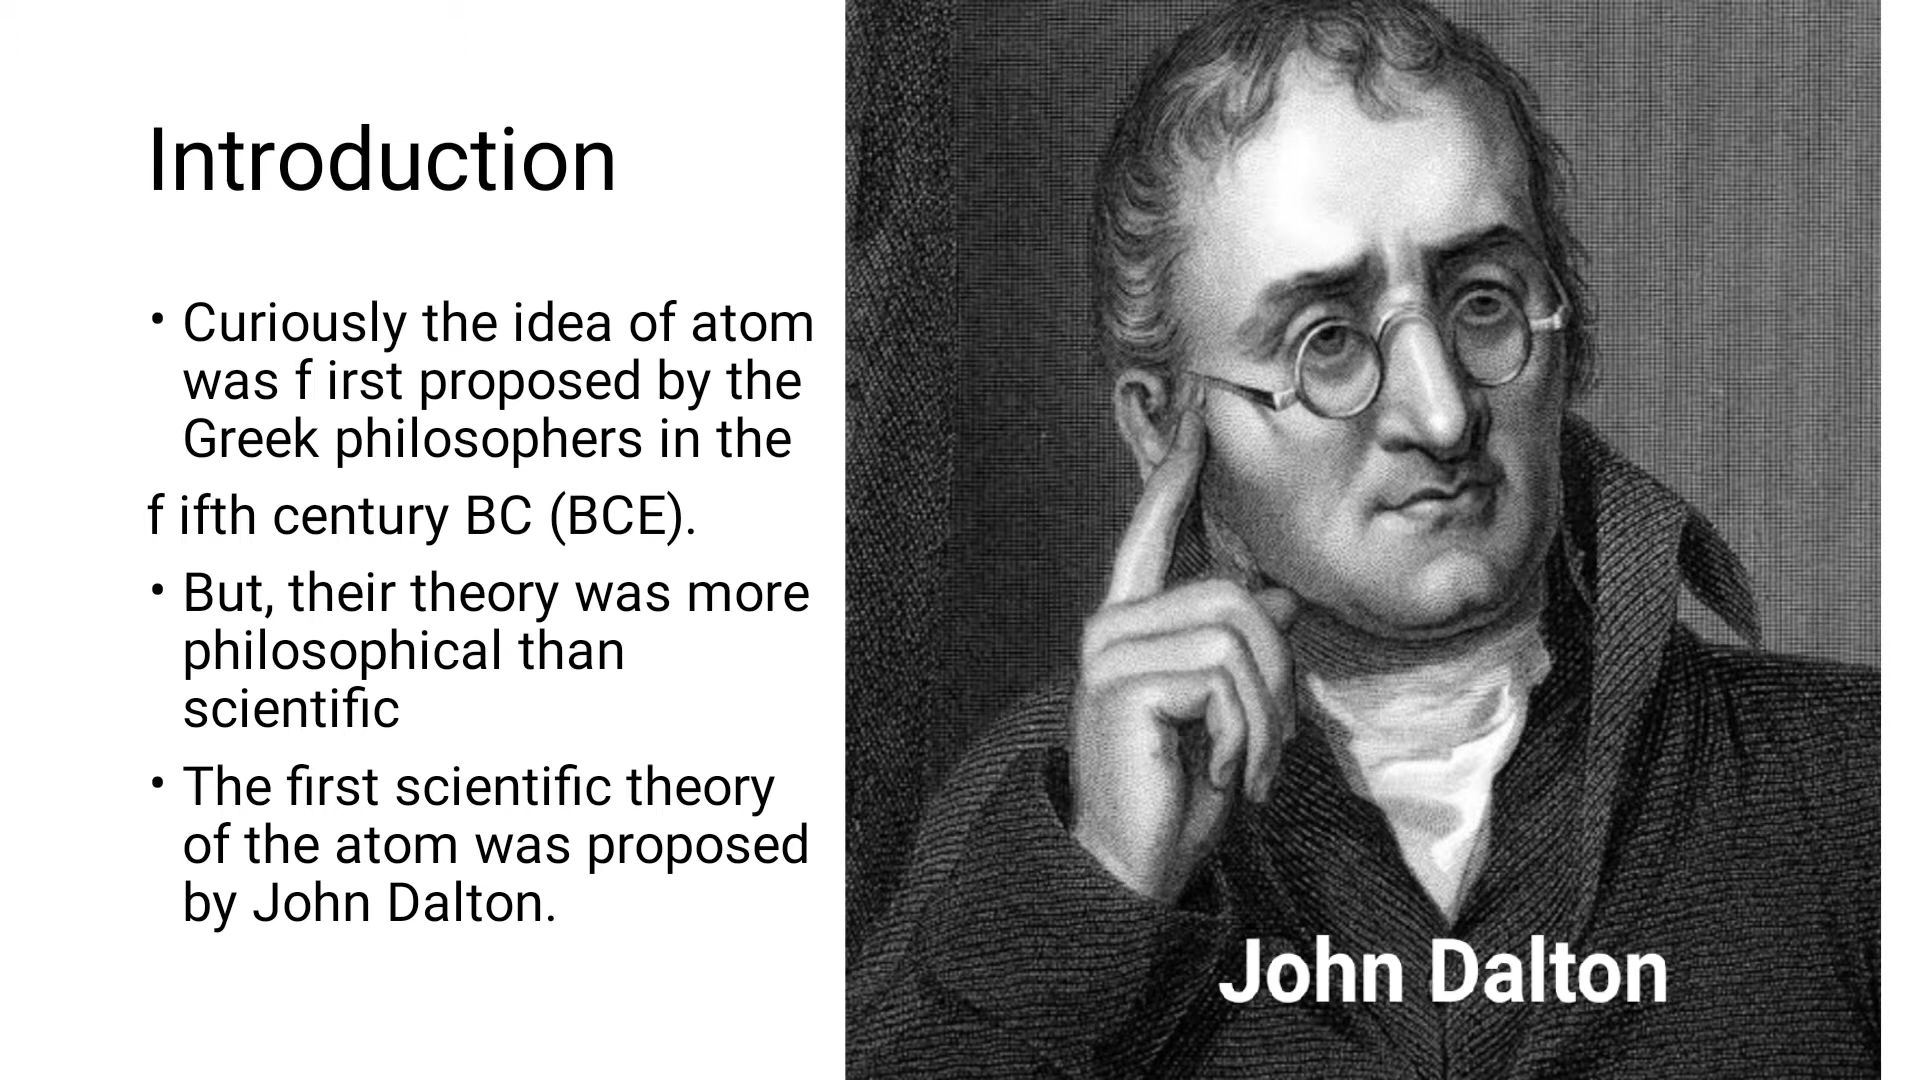 Introduction
• Curiously the idea of atom
was f irst proposed by the
Greek philosophers in the
f ifth century BC (BCE).
• But, their theory was more
philosophical than
scientific
• The first scientific theory
of the atom was proposed
by John Dalton.
John Dalton